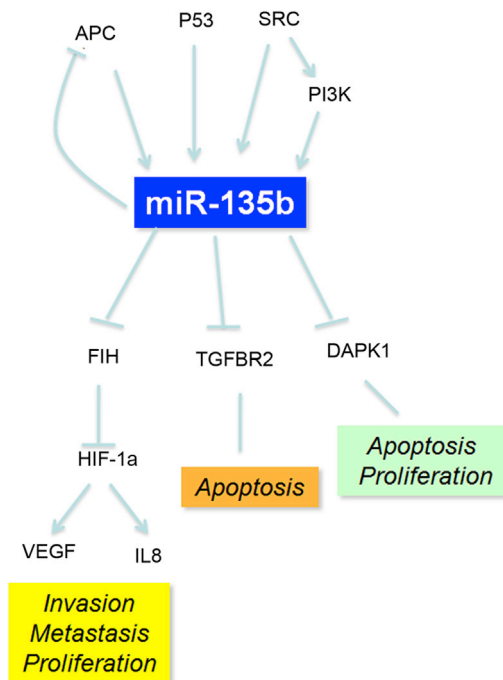 APC
P53
SRC
PI3K
miR-135b
FIH
TGFBR2
DAPK1
HIF-1a
Apoptosis
Apoptosis
Proliferation
VEGF
IL8
Invasion
Metastasis
Proliferation